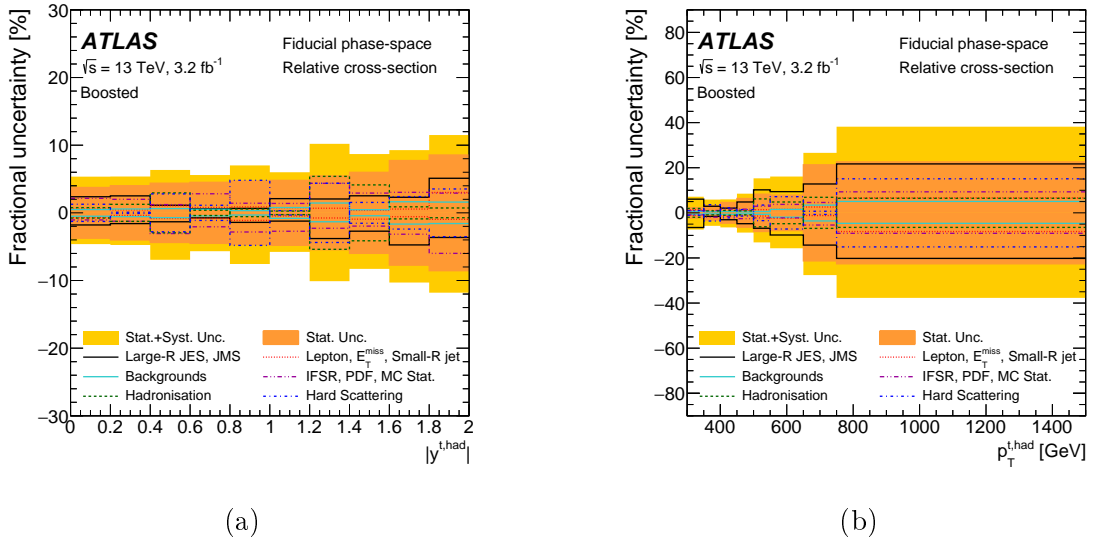 Fractional uncertainty [%]
30
20
10
0
−10
−20
−30
ATLAS
√s = 13 TeV, 3.2 fb⁻¹
Boosted
Fiducial phase-space
Relative cross-section
Stat.+Syst. Unc.
Stat. Unc.
Large-R JES, JMS
Lepton, E_T^miss, Small-R jet
Backgrounds
IFSR, PDF, MC Stat.
Hadronisation
Hard Scattering
0 0.2 0.4 0.6 0.8 1 1.2 1.4 1.6 1.8 2
|y^t,had|
(a)
Fractional uncertainty [%]
80
60
40
20
0
−20
−40
−60
−80
ATLAS
√s = 13 TeV, 3.2 fb⁻¹
Boosted
Fiducial phase-space
Relative cross-section
Stat.+Syst. Unc.
Stat. Unc.
Large-R JES, JMS
Lepton, E_T^miss, Small-R jet
Backgrounds
IFSR, PDF, MC Stat.
Hadronisation
Hard Scattering
400 600 800 1000 1200 1400
p_T^t,had [GeV]
(b)